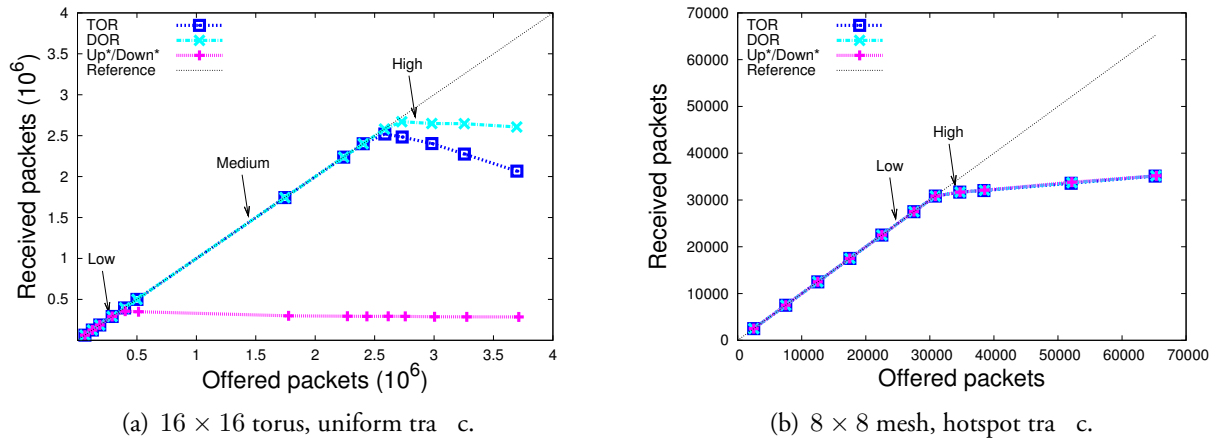 TOR
DOR
Up*/Down*
Reference
High
Medium
Low
Received packets (10^6)
4
3.5
3
2.5
2
1.5
1
0.5
0.5 1 1.5 2 2.5 3 3.5 4
Offered packets (10^6)
(a) 16 × 16 torus, uniform tra c.
TOR
DOR
Up*/Down*
Reference
High
Low
Received packets
70000
60000
50000
40000
30000
20000
10000
0
0 10000 20000 30000 40000 50000 60000 70000
Offered packets
(b) 8 × 8 mesh, hotspot tra c.